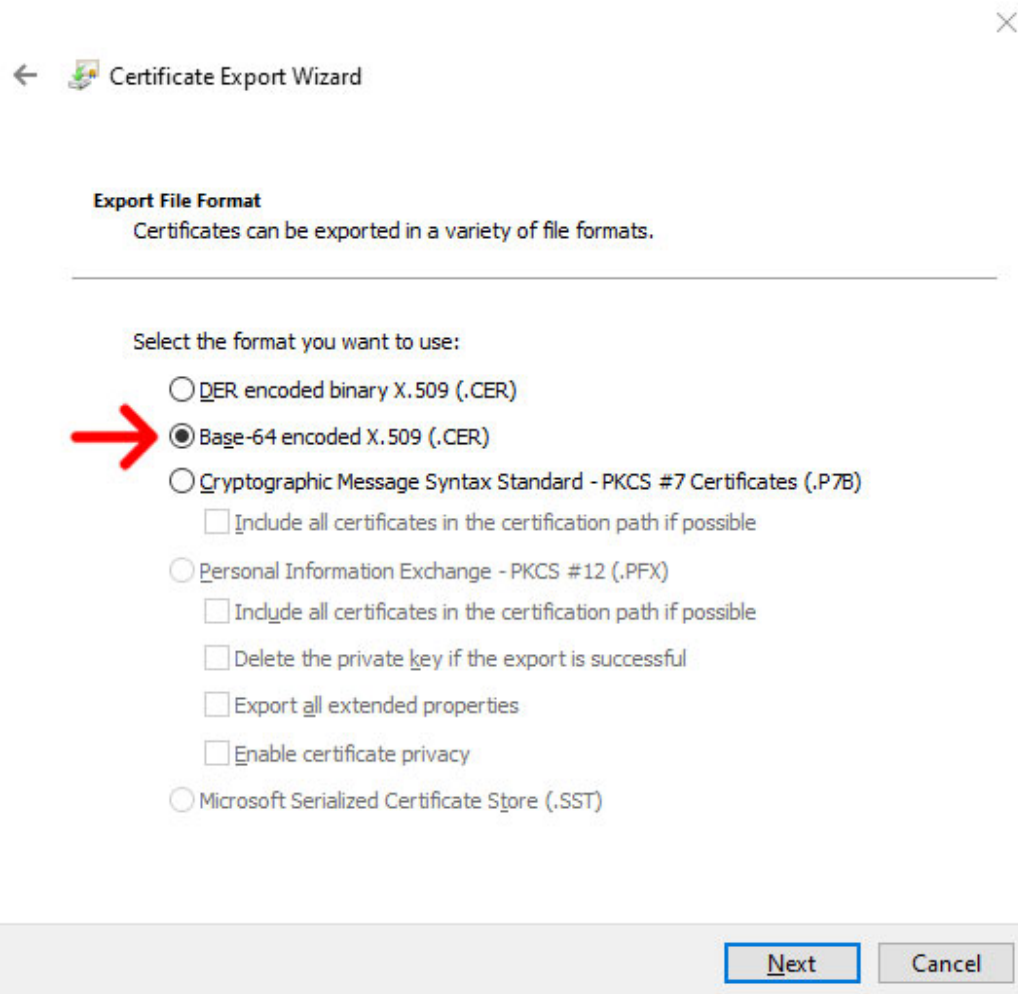 Certificate Export Wizard
Export File Format
Certificates can be exported in a variety of file formats.
Select the format you want to use:
DER encoded binary X.509 (.CER)
Base-64 encoded X.509 (.CER)
Cryptographic Message Syntax Standard - PKCS #7 Certificates (.P7B)
Include all certificates in the certification path if possible
Personal Information Exchange - PKCS #12 (.PFX)
Include all certificates in the certification path if possible
Delete the private key if the export is successful
Export all extended properties
Enable certificate privacy
Microsoft Serialized Certificate Store (.SST)
Next Cancel